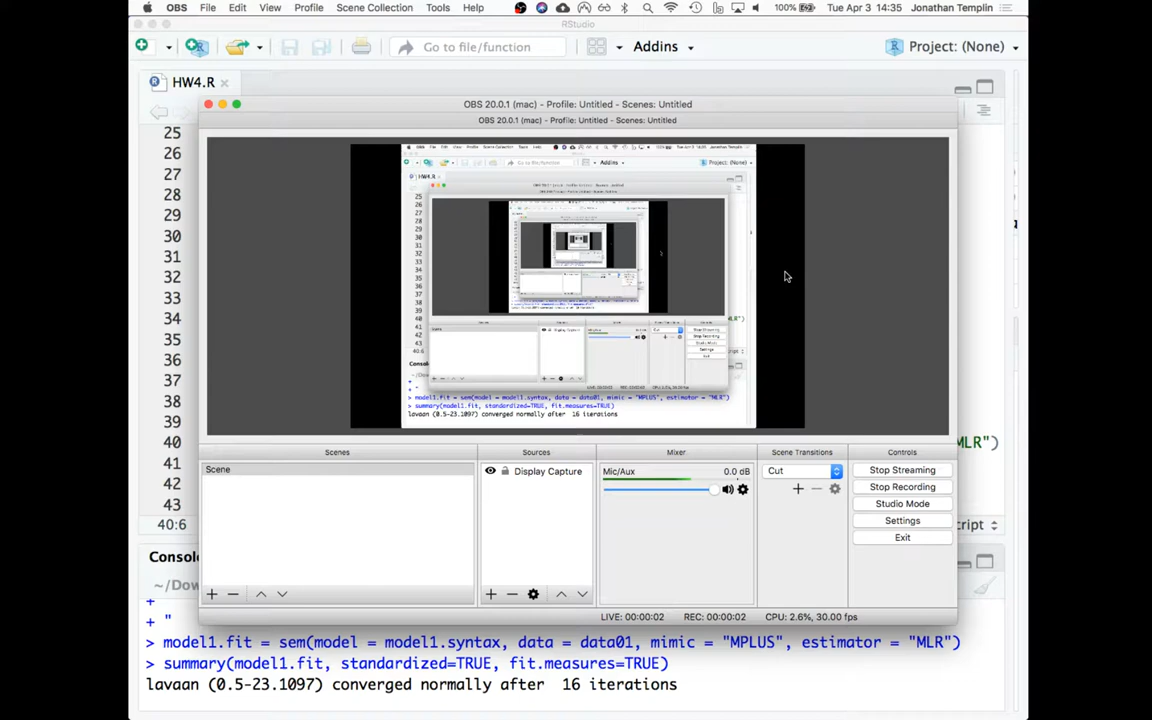 OBS File Edit View Profile Scene Collection Tools Help 100% Tue Apr 3 14:35 Jonathan Templin
RStudio
Go to file/function Addins Project: (None)
HW4.R
OBS 20.0.1 (mac) - Profile: Untitled - Scenes: Untitled
OBS 20.0.1 (mac) - Profile: Untitled - Scenes: Untitled
25
26
27
28
29
30
31
32
33
34
35
36
37
38
39
40 MLR")
41
42
43
40:6 cript
Scenes Sources Mixer Scene Transitions Controls
Scene
Display Capture
Mic/Aux 0.0 dB
Cut
Stop Streaming
Stop Recording
Studio Mode
Settings
Exit
LIVE: 00:00:02 REC: 00:00:02 CPU: 2.6%, 30.00 fps
Console
~/Dow
+
+ "
> model1.fit = sem(model = model1.syntax, data = data01, mimic = "MPLUS", estimator = "MLR")
> summary(model1.fit, standardized=TRUE, fit.measures=TRUE)
lavaan (0.5-23.1097) converged normally after  16 iterations